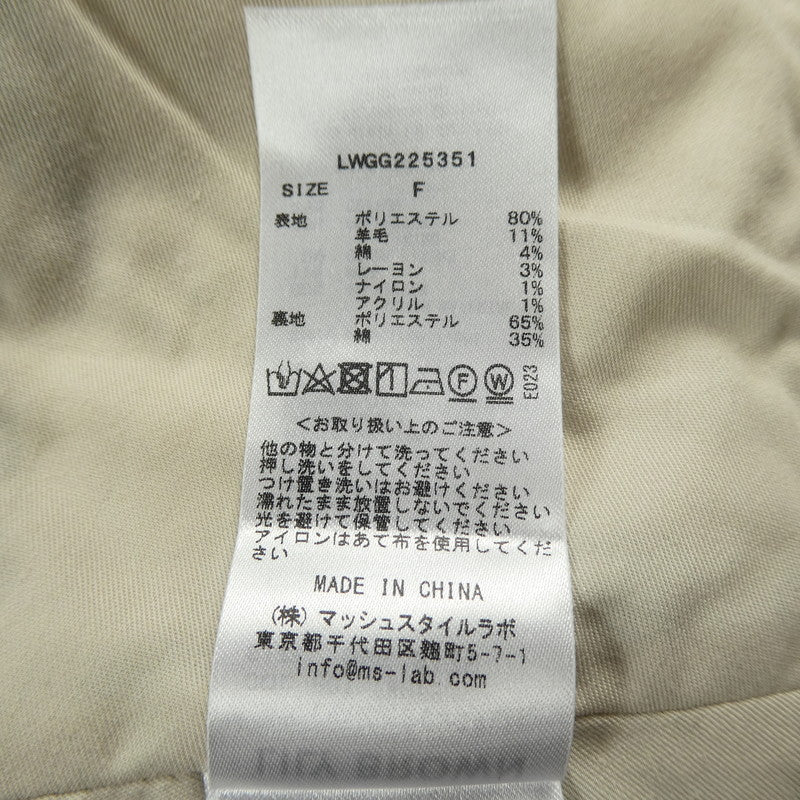 LWGG225351
SIZE F
表地 ポリエステル 80%
羊毛 11%
綿 4%
レーヨン 3%
ナイロン 1%
アクリル 1%
裏地 ポリエステル 65%
綿 35%
F W E023
<お取り扱い上のご注意>
他の物と分けて洗ってください
押し洗いをしてください
つけ置き洗いはお避けください
濡れたまま放置しないでください
光を避けて保管してください
アイロンはあて布を使用してくだ
さい
MADE IN CHINA
(株)マッシュスタイルラボ
東京都千代田区麹町5-7-1
info@ms-lab.com
LILY BROWN